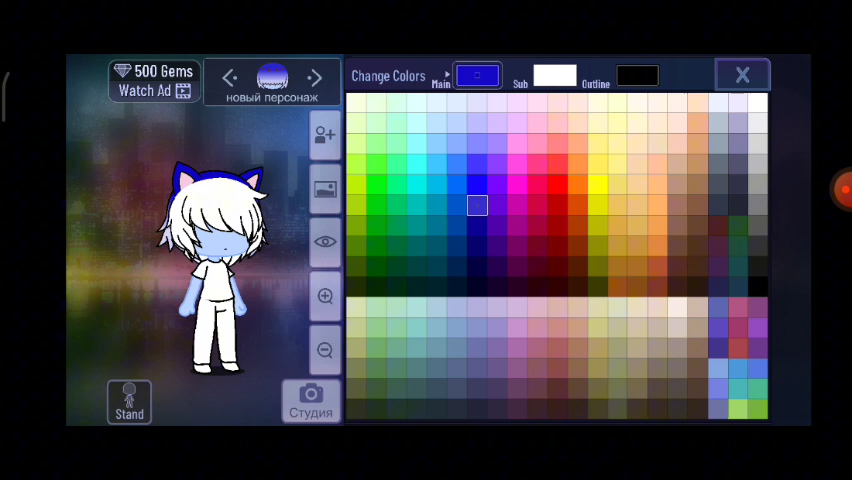 500 Gems
Watch Ad
новый персонаж
Change Colors
Main
Sub
Outline
X
Stand
Студия